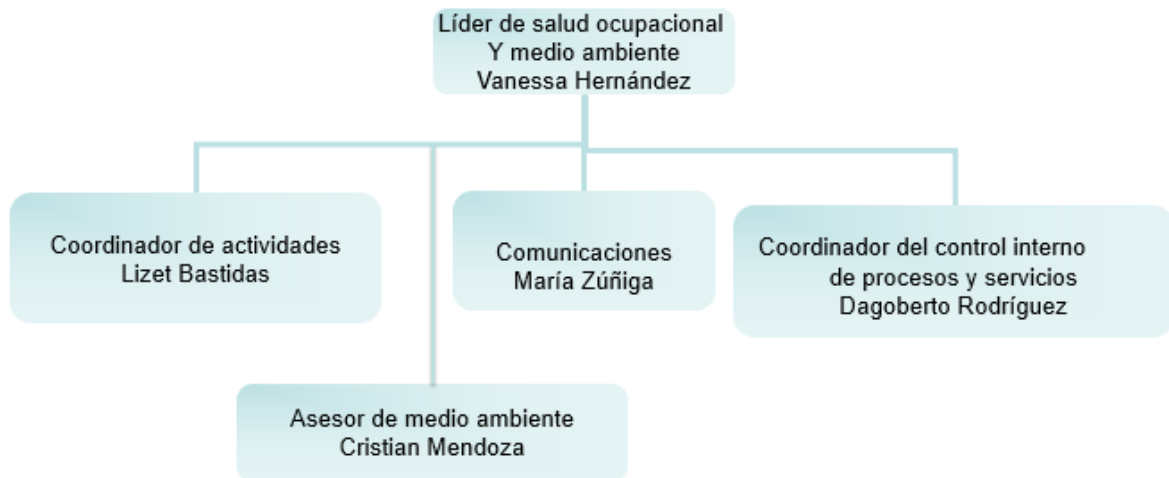 Líder de salud ocupacional
Y medio ambiente
Vanessa Hernández
Coordinador de actividades
Lizet Bastidas
Comunicaciones
María Zúñiga
Coordinador del control interno
de procesos y servicios
Dagoberto Rodríguez
Asesor de medio ambiente
Cristian Mendoza